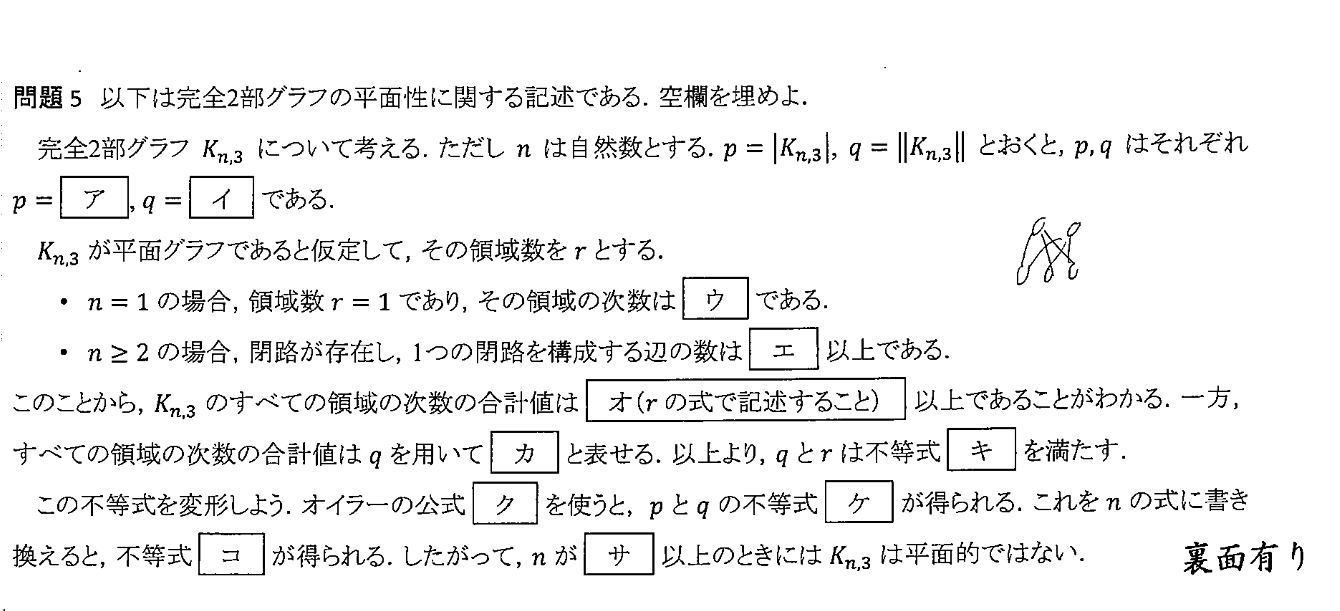 問題5 以下は完全2部グラフの平面性に関する記述である. 空欄を埋めよ.
完全2部グラフ K_{n,3} について考える. ただし n は自然数とする. p = |K_{n,3}|, q = ‖K_{n,3}‖ とおくと, p, q はそれぞれ
p = ア , q = イ である.
K_{n,3} が平面グラフであると仮定して, その領域数を r とする.
• n = 1 の場合, 領域数 r = 1 であり, その領域の次数は ウ である.
• n ≥ 2 の場合, 閉路が存在し, 1つの閉路を構成する辺の数は エ 以上である.
このことから, K_{n,3} のすべての領域の次数の合計値は オ (r の式で記述すること) 以上であることがわかる. 一方,
すべての領域の次数の合計値は q を用いて カ と表せる. 以上より, q と r は不等式 キ を満たす.
この不等式を変形しよう. オイラーの公式 ク を使うと, p と q の不等式 ケ が得られる. これを n の式に書き
換えると, 不等式 コ が得られる. したがって, n が サ 以上のときには K_{n,3} は平面的ではない.
裏面有り